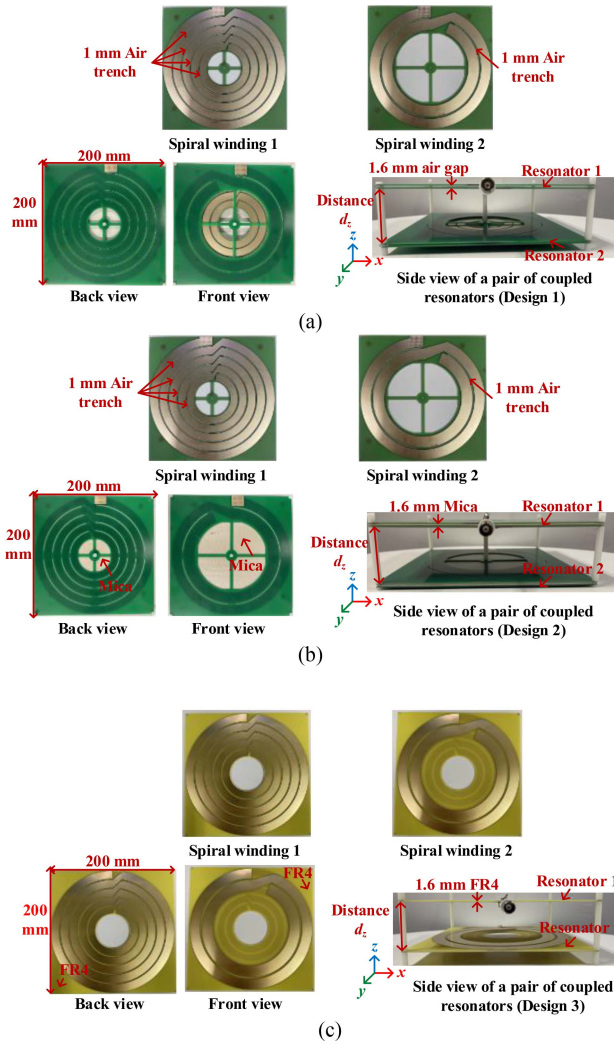 (a)
1 mm Air
trench
1 mm Air
trench
Spiral winding 1
Spiral winding 2
200 mm
200
mm
Back view
Front view
1.6 mm air gap
Resonator 1
Distance
dz
z
x
y
Resonator 2
Side view of a pair of coupled
resonators (Design 1)
(a)
1 mm Air
trench
1 mm Air
trench
Spiral winding 1
Spiral winding 2
200 mm
200
mm
Mica
Mica
Back view
Front view
1.6 mm Mica
Resonator 1
Distance
dz
z
x
y
Resonator 2
Side view of a pair of coupled
resonators (Design 2)
(b)
Spiral winding 1
Spiral winding 2
200 mm
200
mm
FR4
FR4
Back view
Front view
1.6 mm FR4
Resonator 1
Distance
dz
z
x
y
Resonator
Side view of a pair of coupled
resonators (Design 3)
(c)